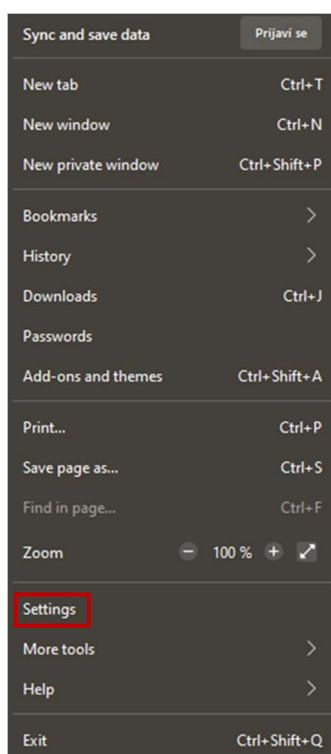 Sync and save data Prijavi se
New tab Ctrl+T
New window Ctrl+N
New private window Ctrl+Shift+P
Bookmarks
History
Downloads Ctrl+J
Passwords
Add-ons and themes Ctrl+Shift+A
Print... Ctrl+P
Save page as... Ctrl+S
Find in page... Ctrl+F
Zoom − 100 % +
Settings
More tools
Help
Exit Ctrl+Shift+Q